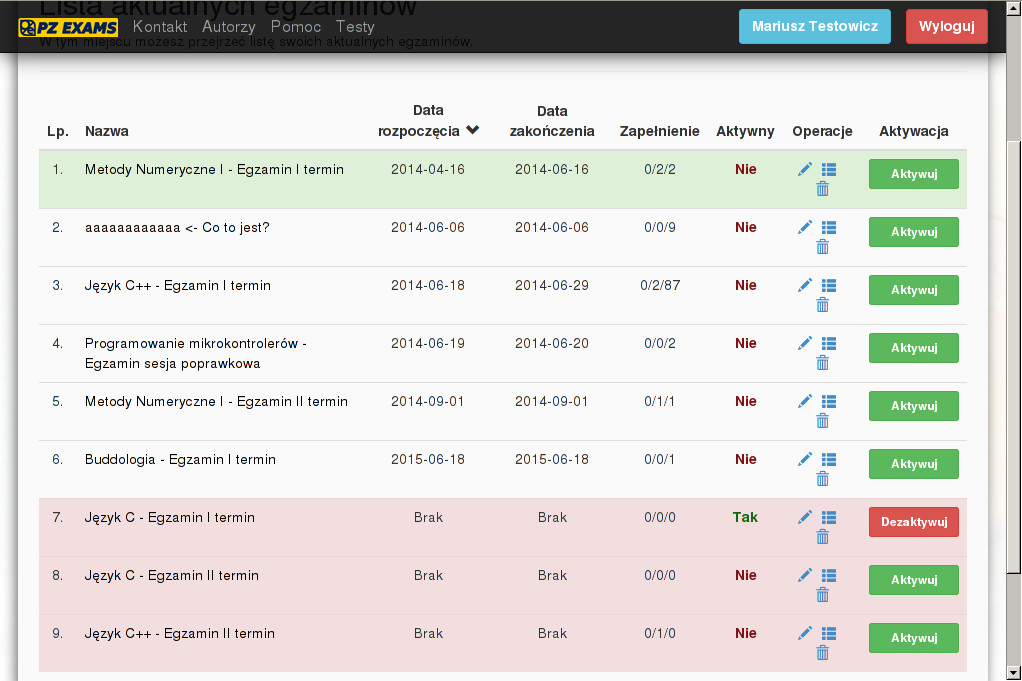 Lista aktualnych egzaminów
PZ EXAMS Kontakt Autorzy Pomoc Testy Mariusz Testowicz Wyloguj
W tym miejscu możesz przejrzeć listę swoich aktualnych egzaminów.
Lp. Nazwa Data rozpoczęcia Data zakończenia Zapełnienie Aktywny Operacje Aktywacja
1. Metody Numeryczne I - Egzamin I termin 2014-04-16 2014-06-16 0/2/2 Nie Aktywuj
2. aaaaaaaaaaaa <- Co to jest? 2014-06-06 2014-06-06 0/0/9 Nie Aktywuj
3. Język C++ - Egzamin I termin 2014-06-18 2014-06-29 0/2/87 Nie Aktywuj
4. Programowanie mikrokontrolerów - 2014-06-19 2014-06-20 0/0/2 Nie Aktywuj
Egzamin sesja poprawkowa
5. Metody Numeryczne I - Egzamin II termin 2014-09-01 2014-09-01 0/1/1 Nie Aktywuj
6. Buddologia - Egzamin I termin 2015-06-18 2015-06-18 0/0/1 Nie Aktywuj
7. Język C - Egzamin I termin Brak Brak 0/0/0 Tak Dezaktywuj
8. Język C - Egzamin II termin Brak Brak 0/0/0 Nie Aktywuj
9. Język C++ - Egzamin II termin Brak Brak 0/1/0 Nie Aktywuj